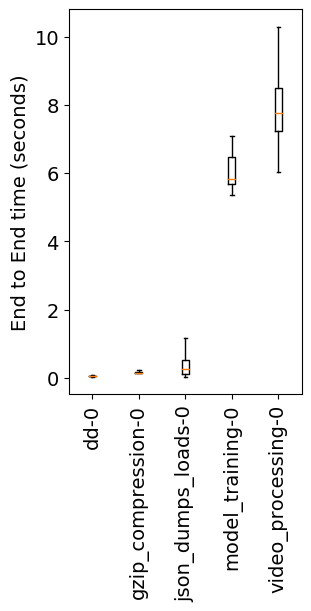 End to End time (seconds)
10
8
6
4
2
0
dd-0
gzip_compression-0
json_dumps_loads-0
model_training-0
video_processing-0